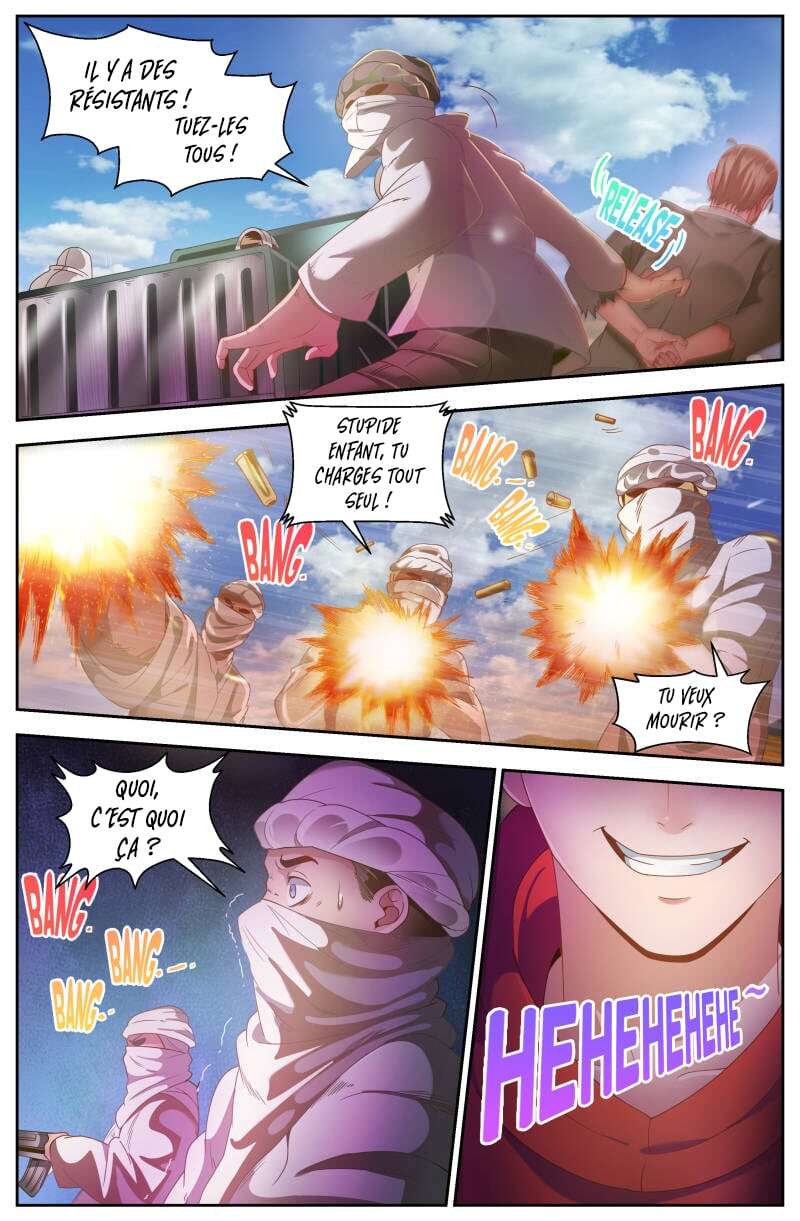 IL Y A DES
RÉSISTANTS !
TUEZ-LES
TOUS !
RELEASE
STUPIDE
ENFANT, TU
CHARGES TOUT
SEUL !
BANG..
BANG..
BANG.
BANG.
TU VEUX
MOURIR ?
QUOI,
C'EST QUOI
ÇA ?
BANG.
BANG...
BANG...
HEHEHEHEHE~